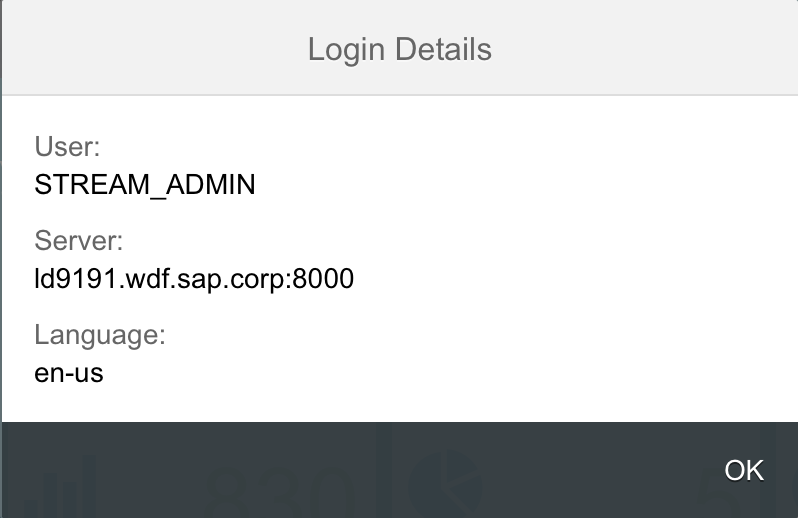 Login Details
User:
STREAM_ADMIN
Server:
ld9191.wdf.sap.corp:8000
Language:
en-us
OK